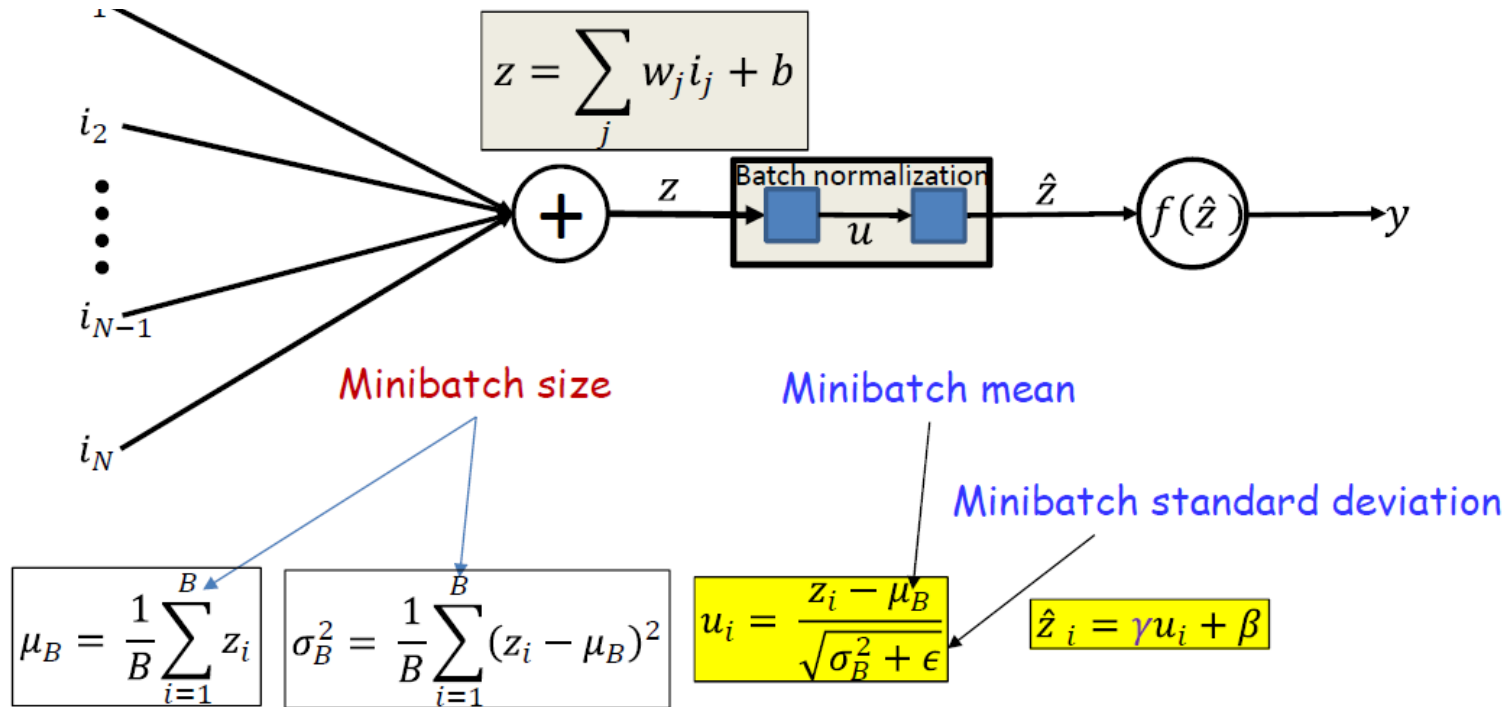 z = ∑_j w_j i_j + b
i_2
Batch normalization
z
u
ẑ
+
f(ẑ)
y
i_{N−1}
Minibatch size
Minibatch mean
i_N
Minibatch standard deviation
μ_B = 1/B ∑_{i=1}^{B} z_i
σ_B^2 = 1/B ∑_{i=1}^{B} (z_i − μ_B)^2
u_i = (z_i − μ_B) / √(σ_B^2 + ϵ)
ẑ_i = γu_i + β